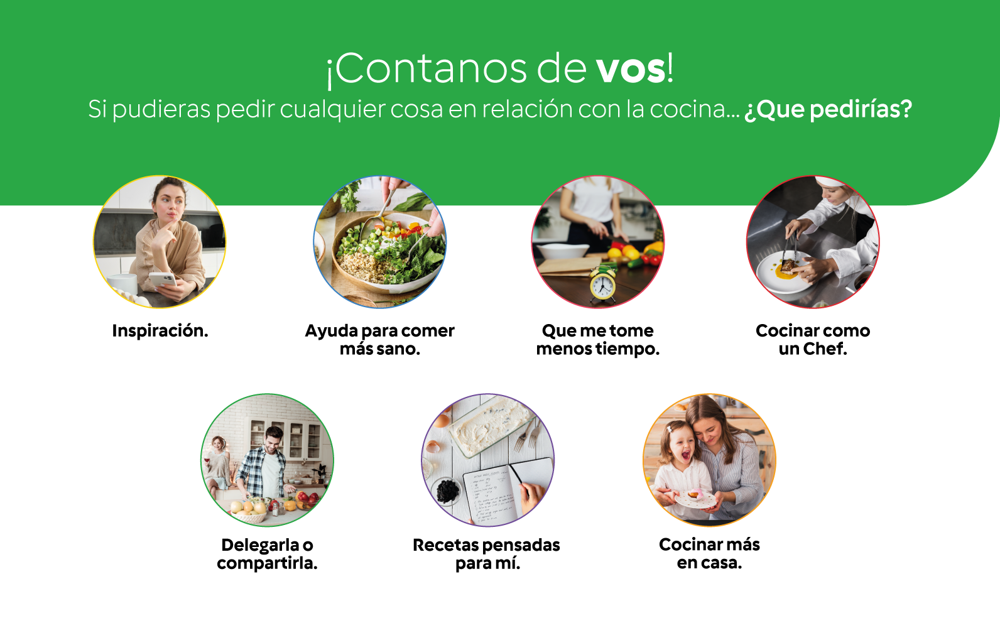 ¡Contanos de vos!
Si pudieras pedir cualquier cosa en relación con la cocina... ¿Que pedirías?
Inspiración.
Ayuda para comer
más sano.
Que me tome
menos tiempo.
Cocinar como
un Chef.
Delegarla o
compartirla.
Recetas pensadas
para mí.
Cocinar más
en casa.